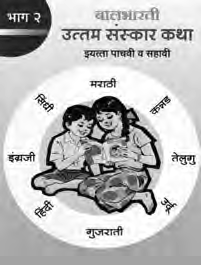 भाग २
बालभारती
उत्तम संस्कार कथा
इयत्ता पाचवी व सहावी
मराठी
सिंधी
कन्नड
इंग्रजी
तेलुगु
हिंदी
उर्दू
गुजराती